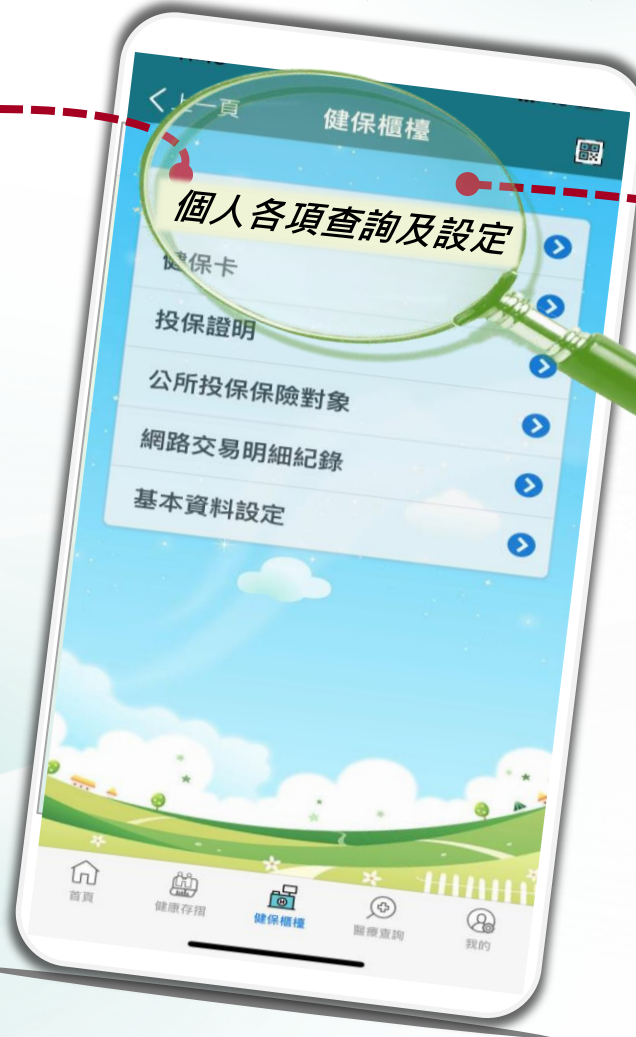 上一頁
健保櫃檯
個人各項查詢及設定
健保卡
投保證明
公所投保保險對象
網路交易明細紀錄
基本資料設定
首頁
健康存摺
健保櫃檯
醫療查詢
我的